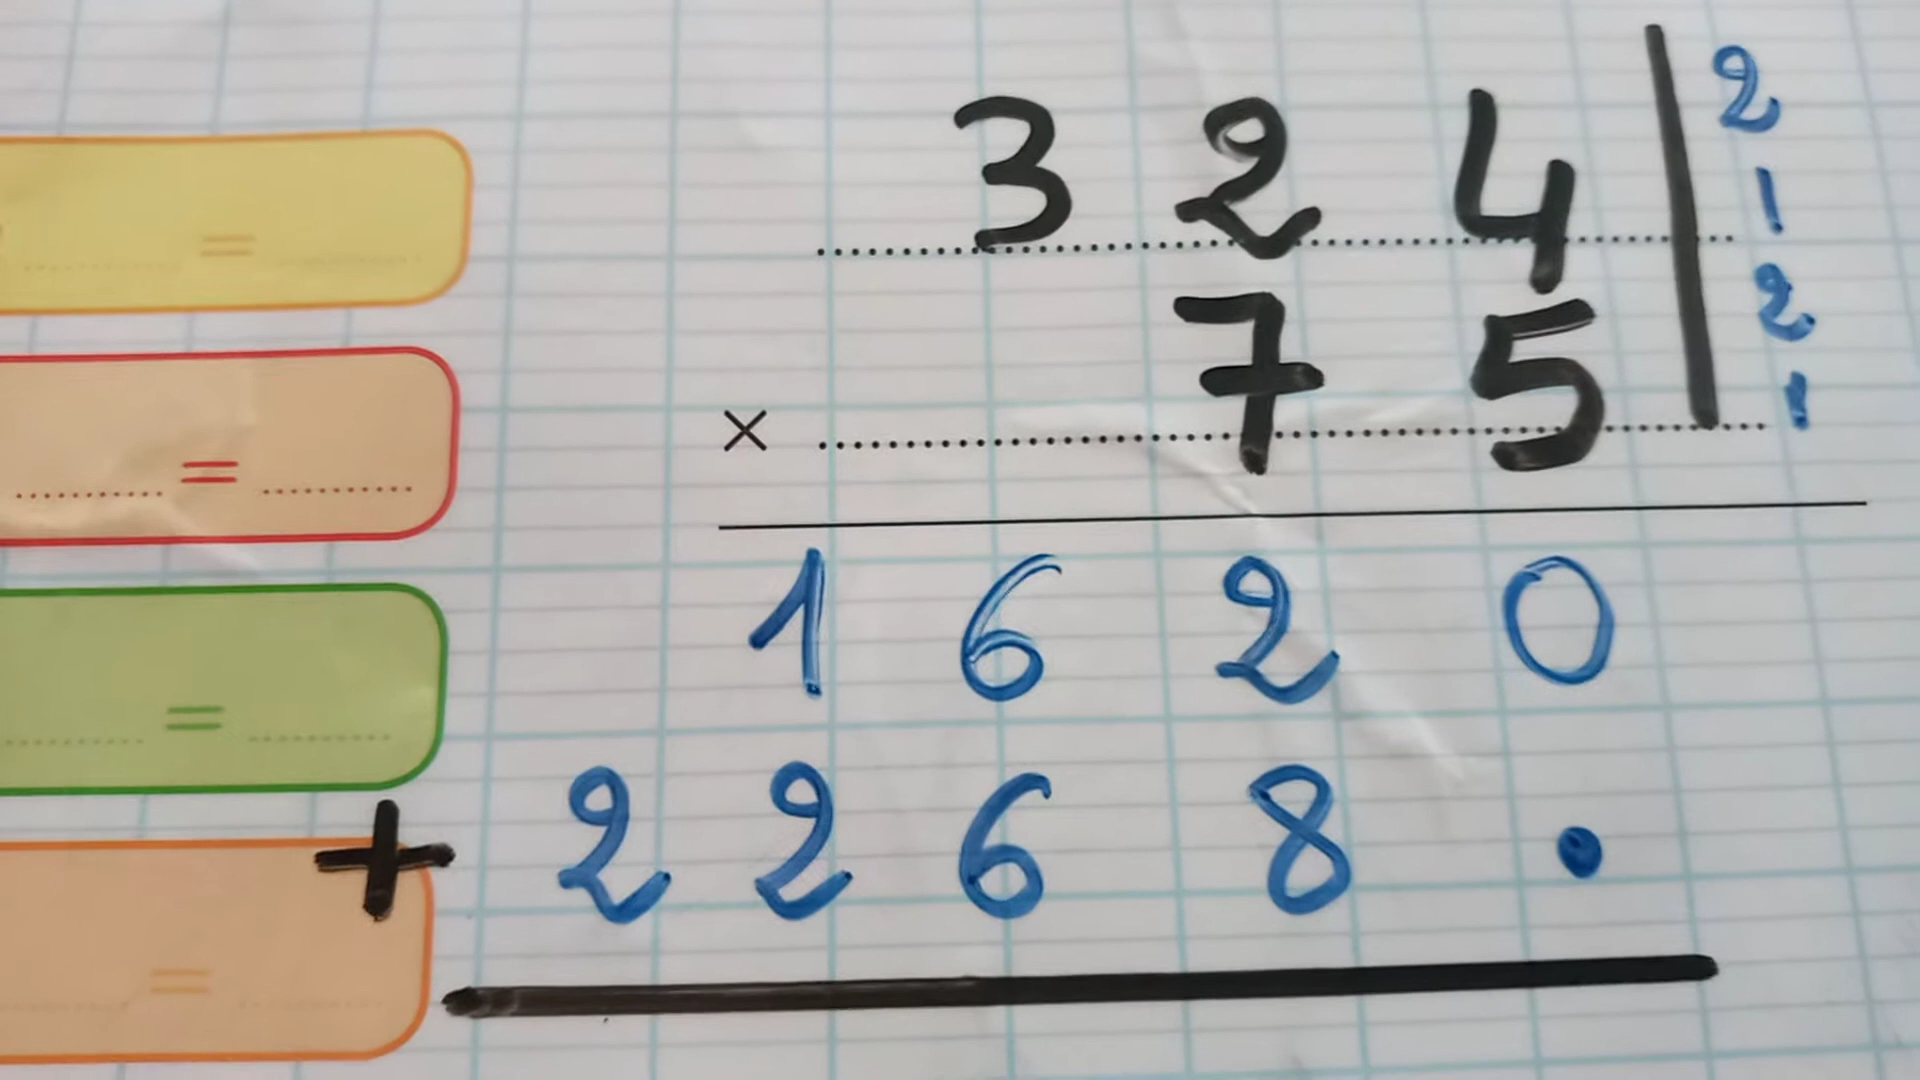 =
=
=
=
3 2 4 | 2
1
2
× 7 5 1
1 6 2 0
+ 2 2 6 8 .